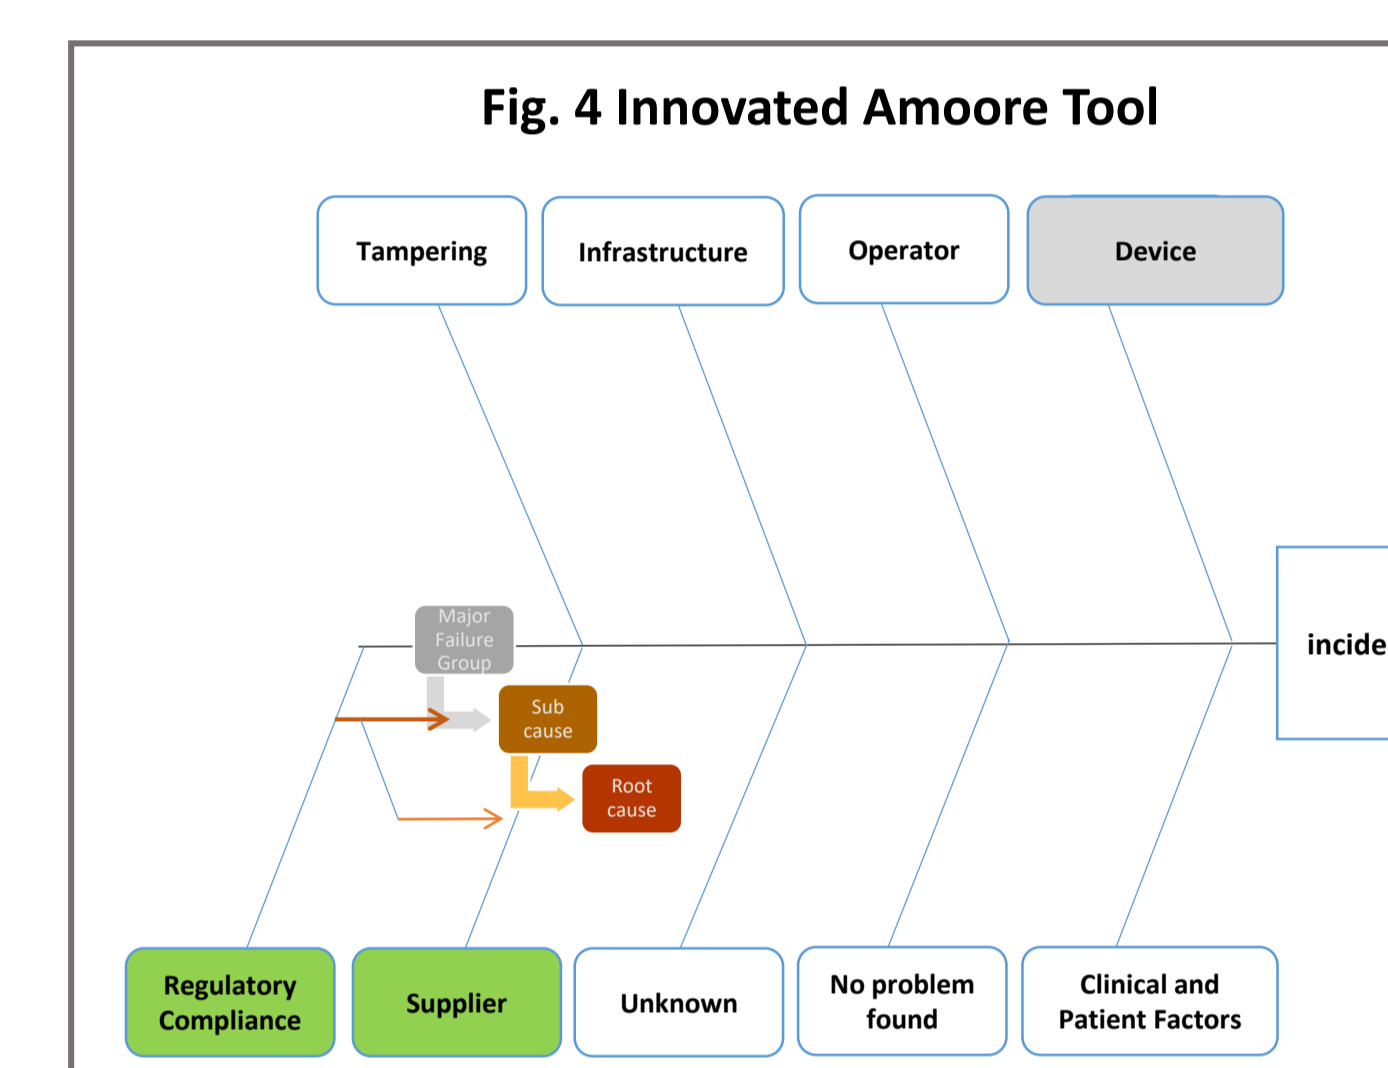 Fig. 4 Innovated Amoore Tool
Tampering
Infrastructure
Operator
Device
Major
Failure
Group
Sub
cause
Root
cause
incide
Regulatory
Compliance
Supplier
Unknown
No problem
found
Clinical and
Patient Factors